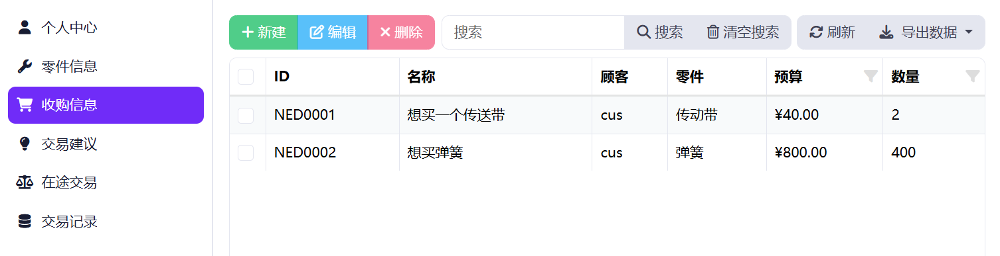 个人中心
零件信息
收购信息
交易建议
在途交易
交易记录
新建 编辑 删除 搜索 搜索 清空搜索 刷新 导出数据
ID 名称 顾客 零件 预算 数量
NED0001 想买一个传送带 cus 传动带 ¥40.00 2
NED0002 想买弹簧 cus 弹簧 ¥800.00 400